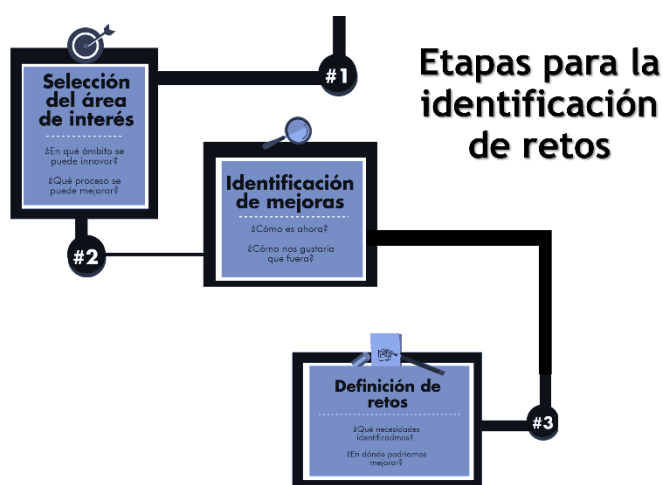 Etapas para la
identificación
de retos
#1
Selección
del área
de interés
¿En qué ámbito se
puede innovar?
¿Qué proceso se
puede mejorar?
#2
Identificación
de mejoras
¿Cómo es ahora?
¿Cómo nos gustaría
que fuera?
#3
Definición de
retos
¿Qué necesidades
identificadmos?
¿En dónde podríamos
mejorar?